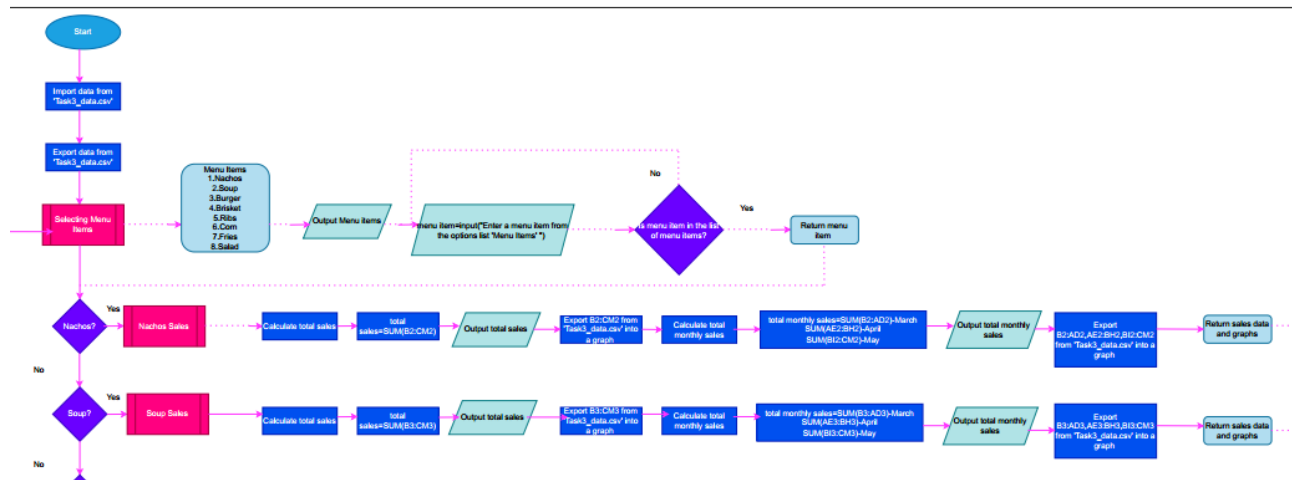 Start
Import data from
'Task3_data.csv'
Export data from
'Task3_data.csv'
Selecting Menu
Items
Menu Items
1.Nachos
2.Soup
3.Burger
4.Brisket
5.Ribs
6.Corn
7.Fries
8.Salad
Output Menu items
menu item=input("Enter a menu item from
the options list 'Menu Items' ")
No
Is menu item in the list
of menu items?
Yes
Return menu
item
Nachos?
Yes
Nachos Sales
Calculate total sales
total
sales=SUM(B2:CM2)
Output total sales
Export B2:CM2 from
'Task3_data.csv' into
a graph
Calculate total
monthly sales
total monthly sales=SUM(B2:AD2)-March
SUM(AE2:BH2)-April
SUM(BI2:CM2)-May
Output total monthly
sales
Export
B2:AD2,AE2:BH2,BI2:CM2
from 'Task3_data.csv' into a
graph
Return sales data
and graphs
No
Soup?
Yes
Soup Sales
Calculate total sales
total
sales=SUM(B3:CM3)
Output total sales
Export B3:CM3 from
'Task3_data.csv' into
a graph
Calculate total
monthly sales
total monthly sales=SUM(B3:AD3)-March
SUM(AE3:BH3)-April
SUM(BI3:CM3)-May
Output total monthly
sales
Export
B3:AD3,AE3:BH3,BI3:CM3
from 'Task3_data.csv' into a
graph
Return sales data
and graphs
No